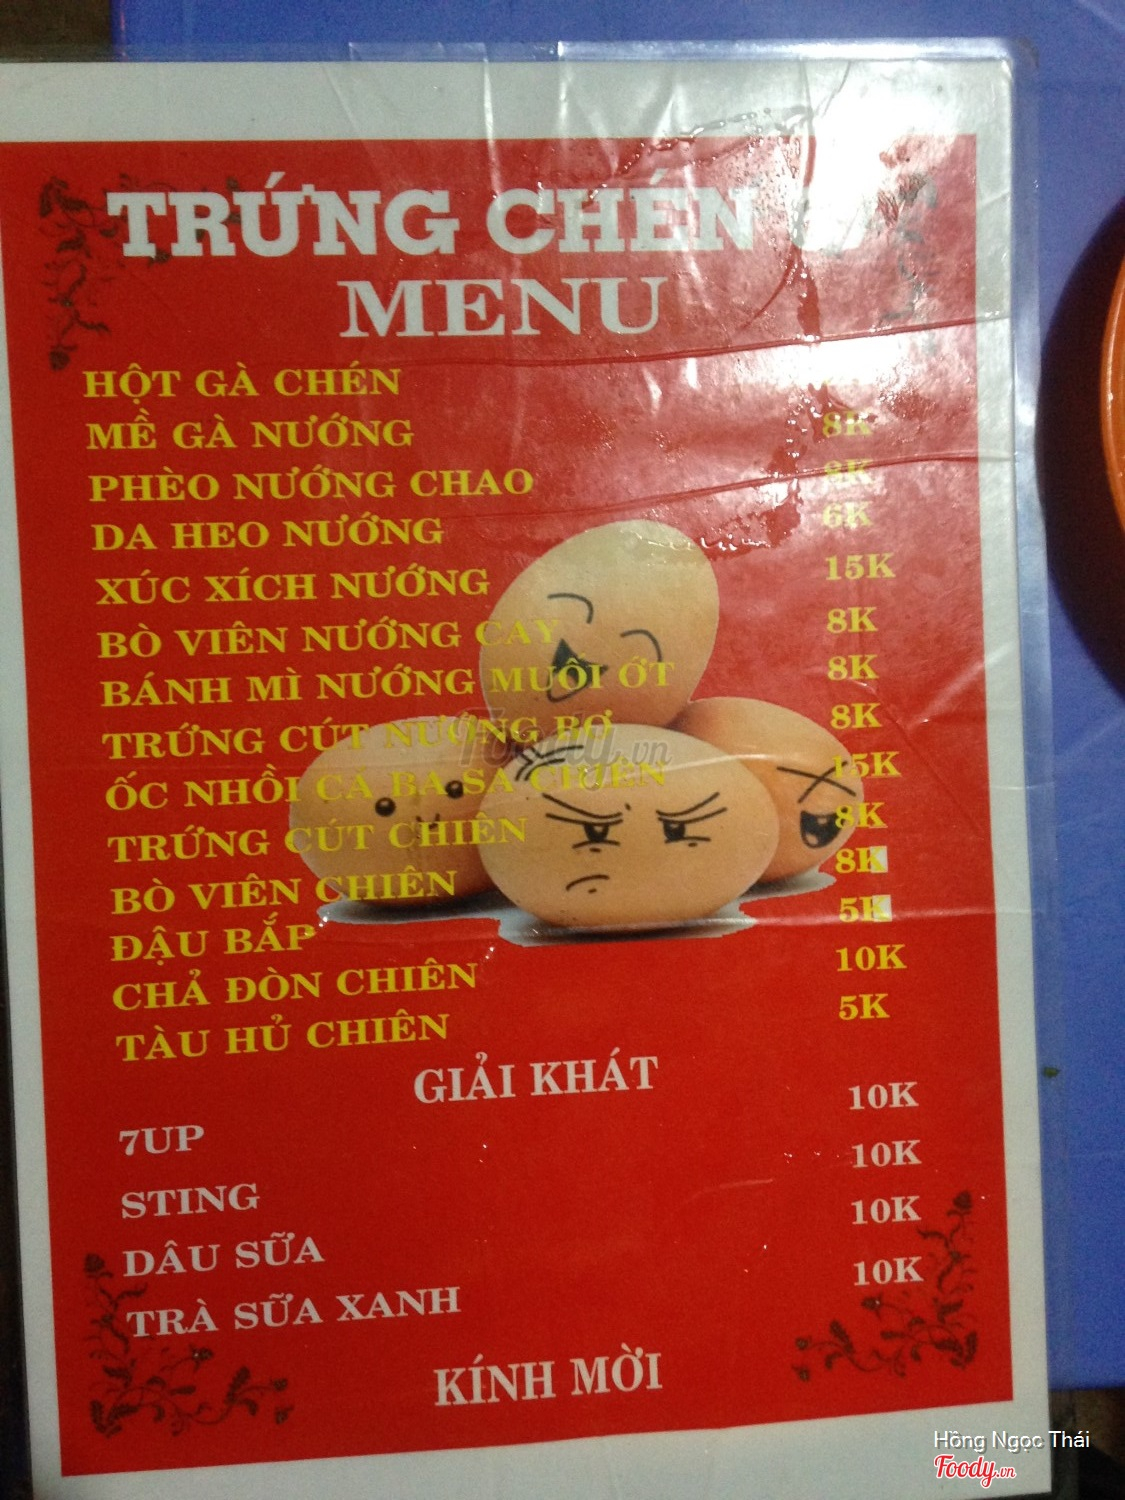 TRỨNG CHÉN
MENU
HỘT GÀ CHÉN
MỀ GÀ NƯỚNG 8K
PHÈO NƯỚNG CHAO 8K
DA HEO NƯỚNG 6K
XÚC XÍCH NƯỚNG 15K
BÒ VIÊN NƯỚNG CAY 8K
BÁNH MÌ NƯỚNG MUỐI ỚT 8K
TRỨNG CÚT NƯỚNG BƠ 8K
ỐC NHỒI CÁ BA SA CHIÊN 15K
TRỨNG CÚT CHIÊN 8K
BÒ VIÊN CHIÊN 8K
ĐẬU BẮP 5K
CHẢ ĐÒN CHIÊN 10K
TÀU HỦ CHIÊN 5K
GIẢI KHÁT
7UP 10K
STING 10K
DÂU SỮA 10K
TRÀ SỮA XANH 10K
KÍNH MỜI
Foody.vn
Hồng Ngọc Thái
Foody.vn